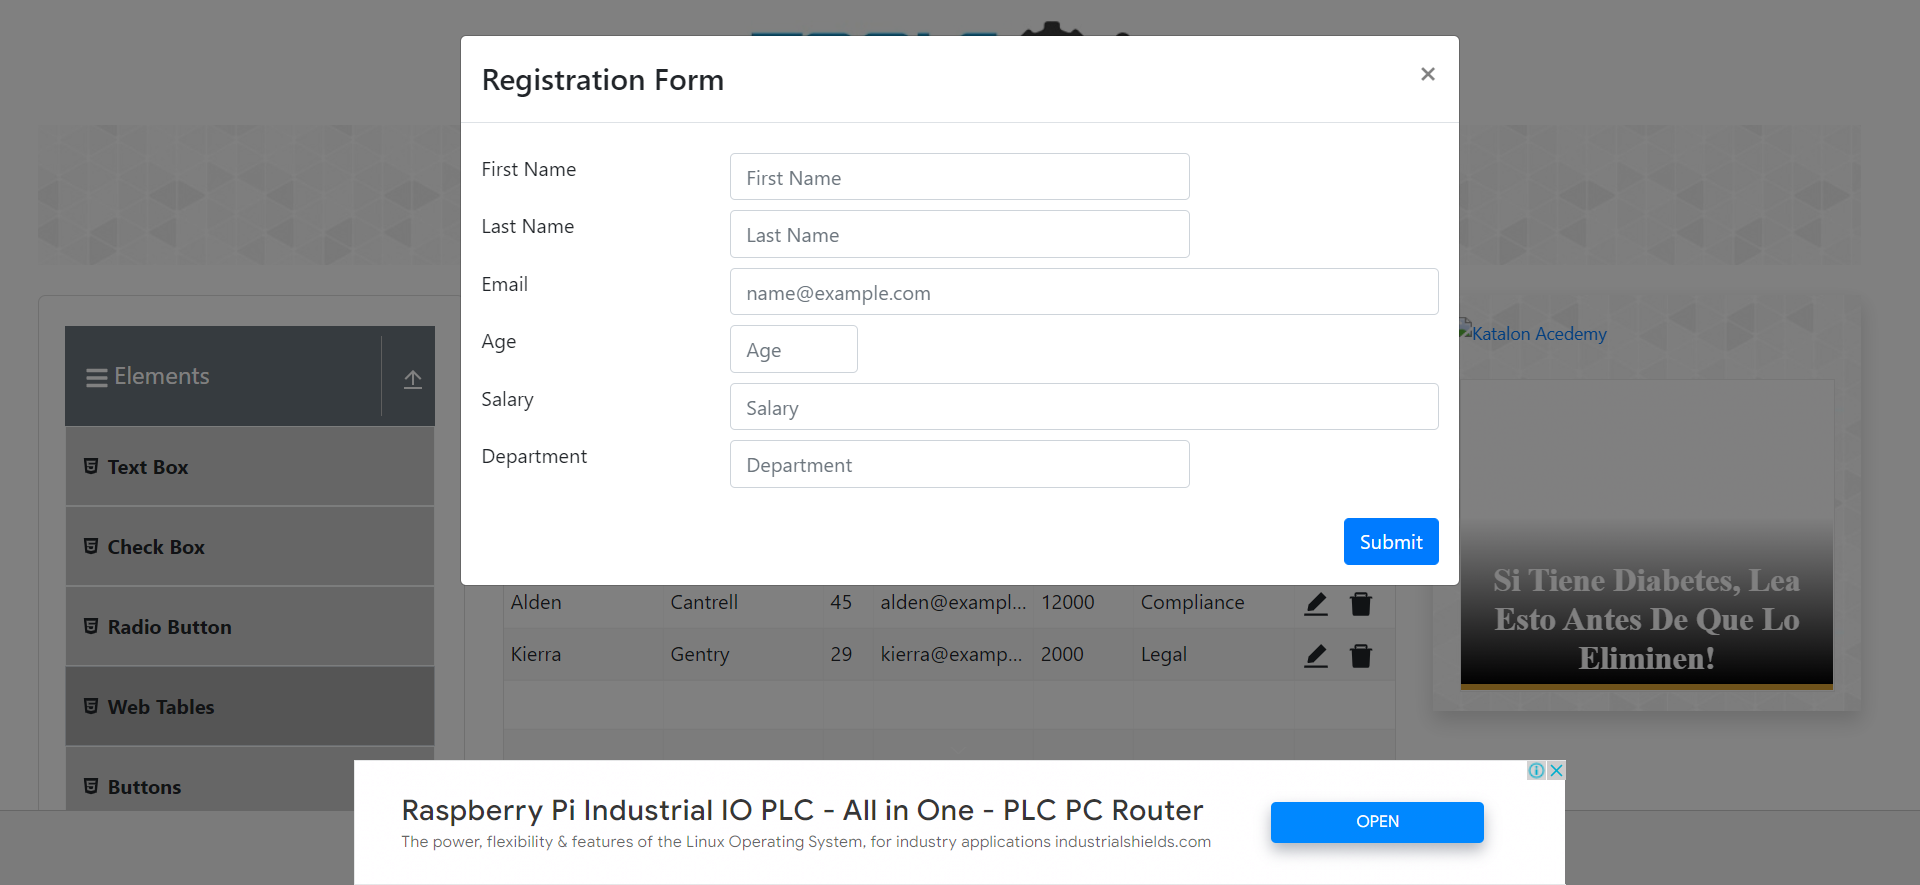 Registration Form
×
First Name
First Name
Last Name
Last Name
Email
name@example.com
Age
Age
Salary
Salary
Department
Department
Submit
Elements
Text Box
Check Box
Radio Button
Web Tables
Buttons
Alden Cantrell 45 alden@exampl... 12000 Compliance
Kierra Gentry 29 kierra@examp... 2000 Legal
Katalon Acedemy
Si Tiene Diabetes, Lea
Esto Antes De Que Lo
Eliminen!
Raspberry Pi Industrial IO PLC - All in One - PLC PC Router
The power, flexibility & features of the Linux Operating System, for industry applications industrialshields.com
OPEN